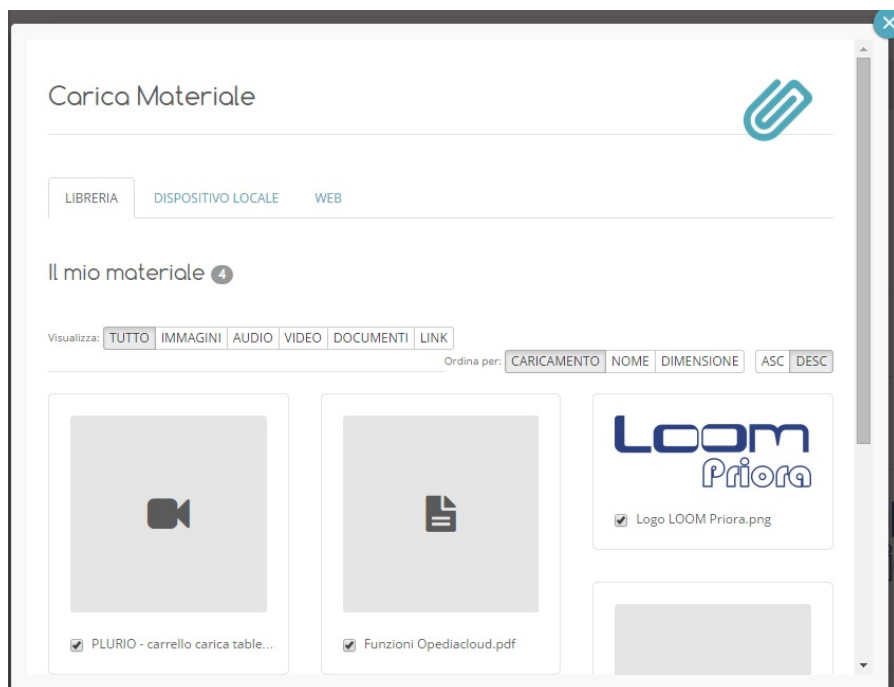 Carica Materiale
LIBRERIA DISPOSITIVO LOCALE WEB
Il mio materiale 4
Visualizza: TUTTO IMMAGINI AUDIO VIDEO DOCUMENTI LINK
Ordina per: CARICAMENTO NOME DIMENSIONE ASC DESC
LOOM
Priora
Logo LOOM Priora.png
PLURIO - carrello carica table...
Funzioni Opediacloud.pdf